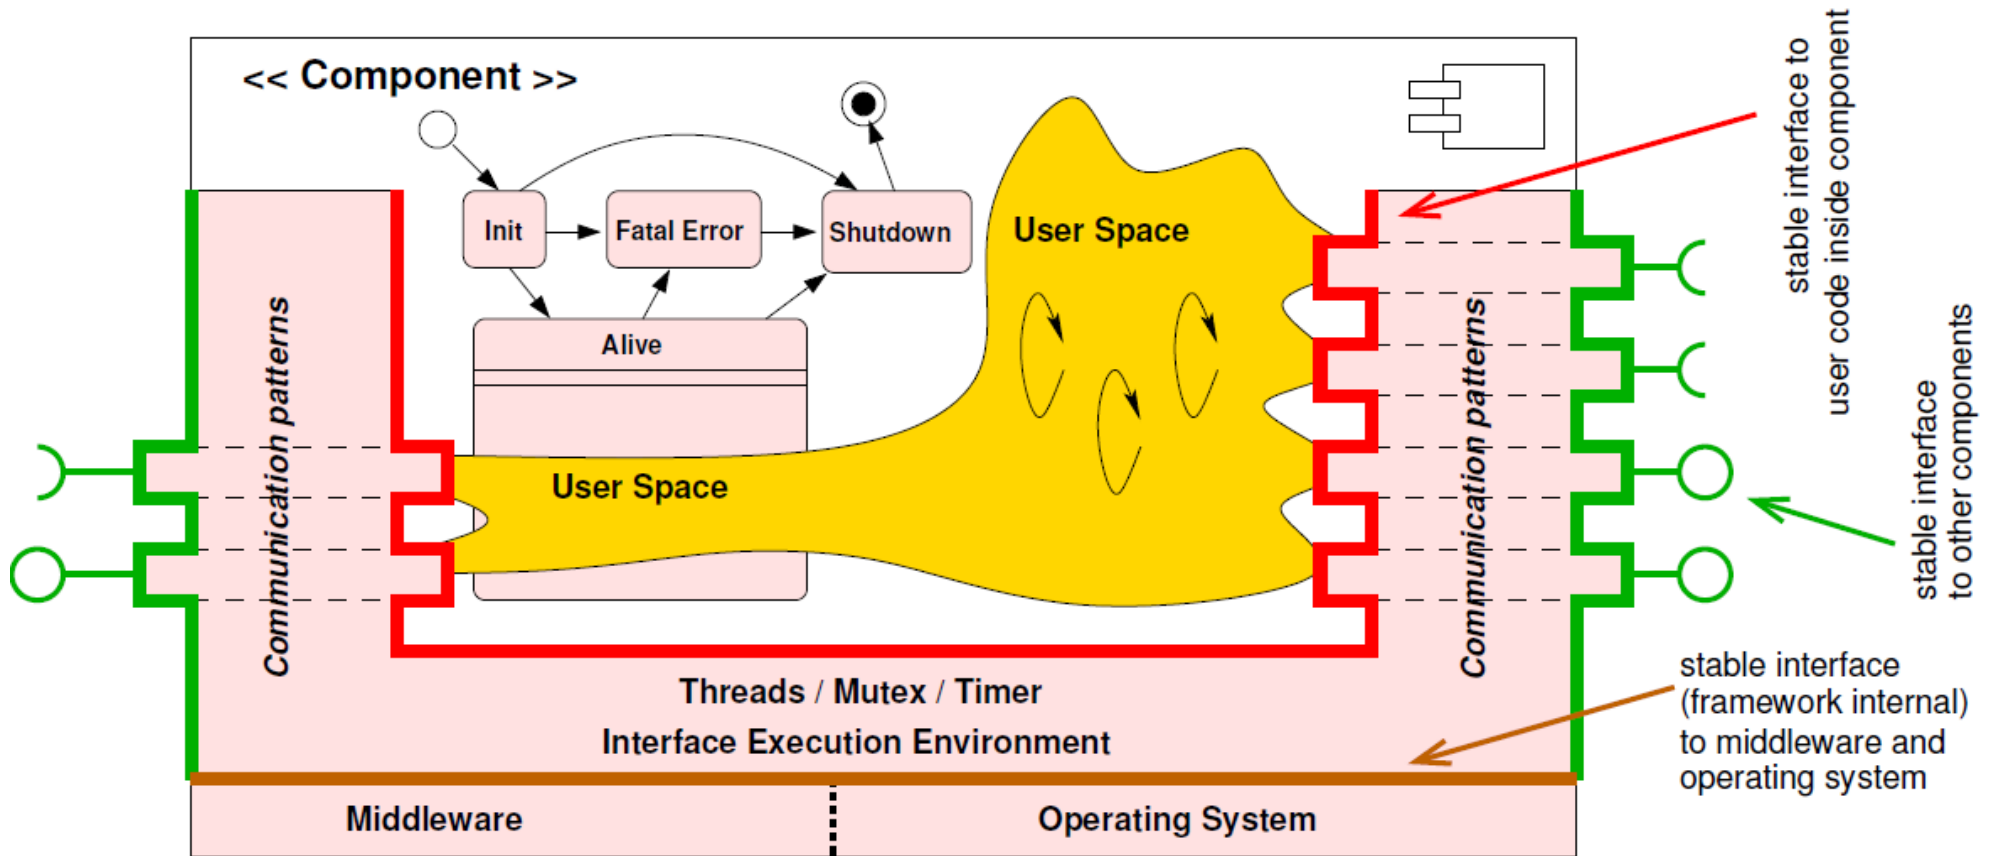 << Component >>
Init
Fatal Error
Shutdown
Alive
User Space
User Space
Communication patterns
Communication patterns
Threads / Mutex / Timer
Interface Execution Environment
Middleware
Operating System
stable interface to
user code inside component
stable interface
to other components
stable interface
(framework internal)
to middleware and
operating system